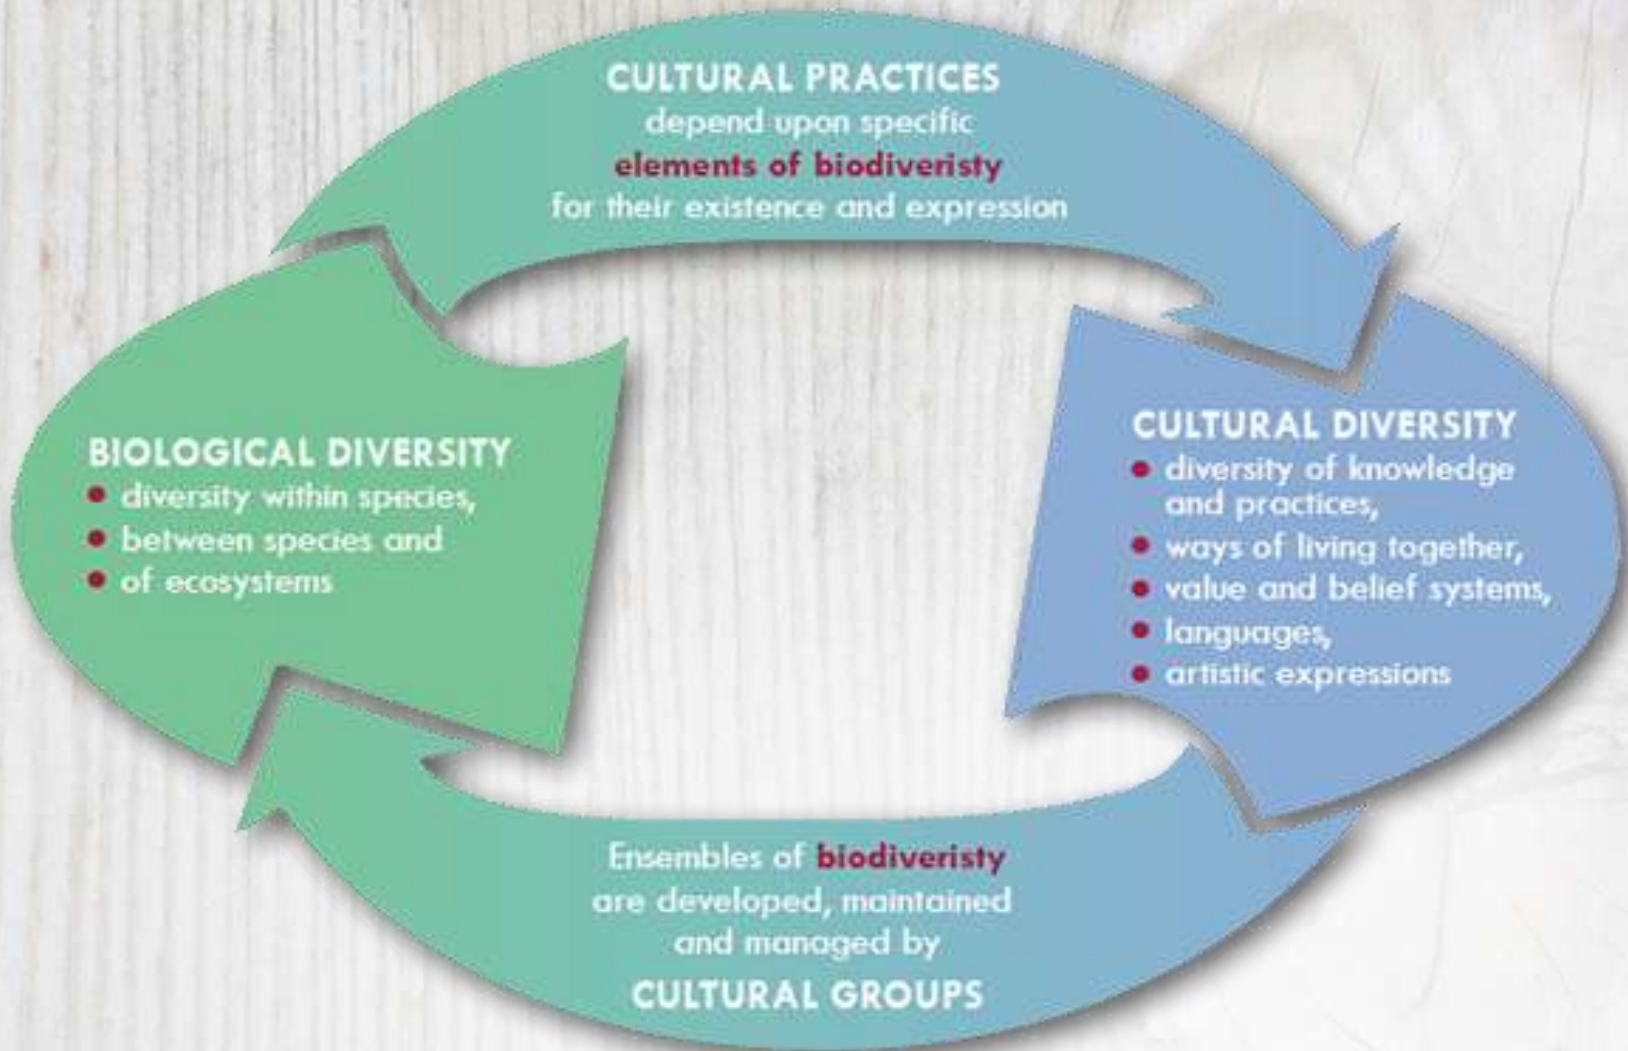 CULTURAL PRACTICES
depend upon specific
elements of biodiveristy
for their existence and expression
BIOLOGICAL DIVERSITY
• diversity within species,
• between species and
• of ecosystems
CULTURAL DIVERSITY
• diversity of knowledge
and practices,
• ways of living together,
• value and belief systems,
• languages,
• artistic expressions
Ensembles of biodiveristy
are developed, maintained
and managed by
CULTURAL GROUPS